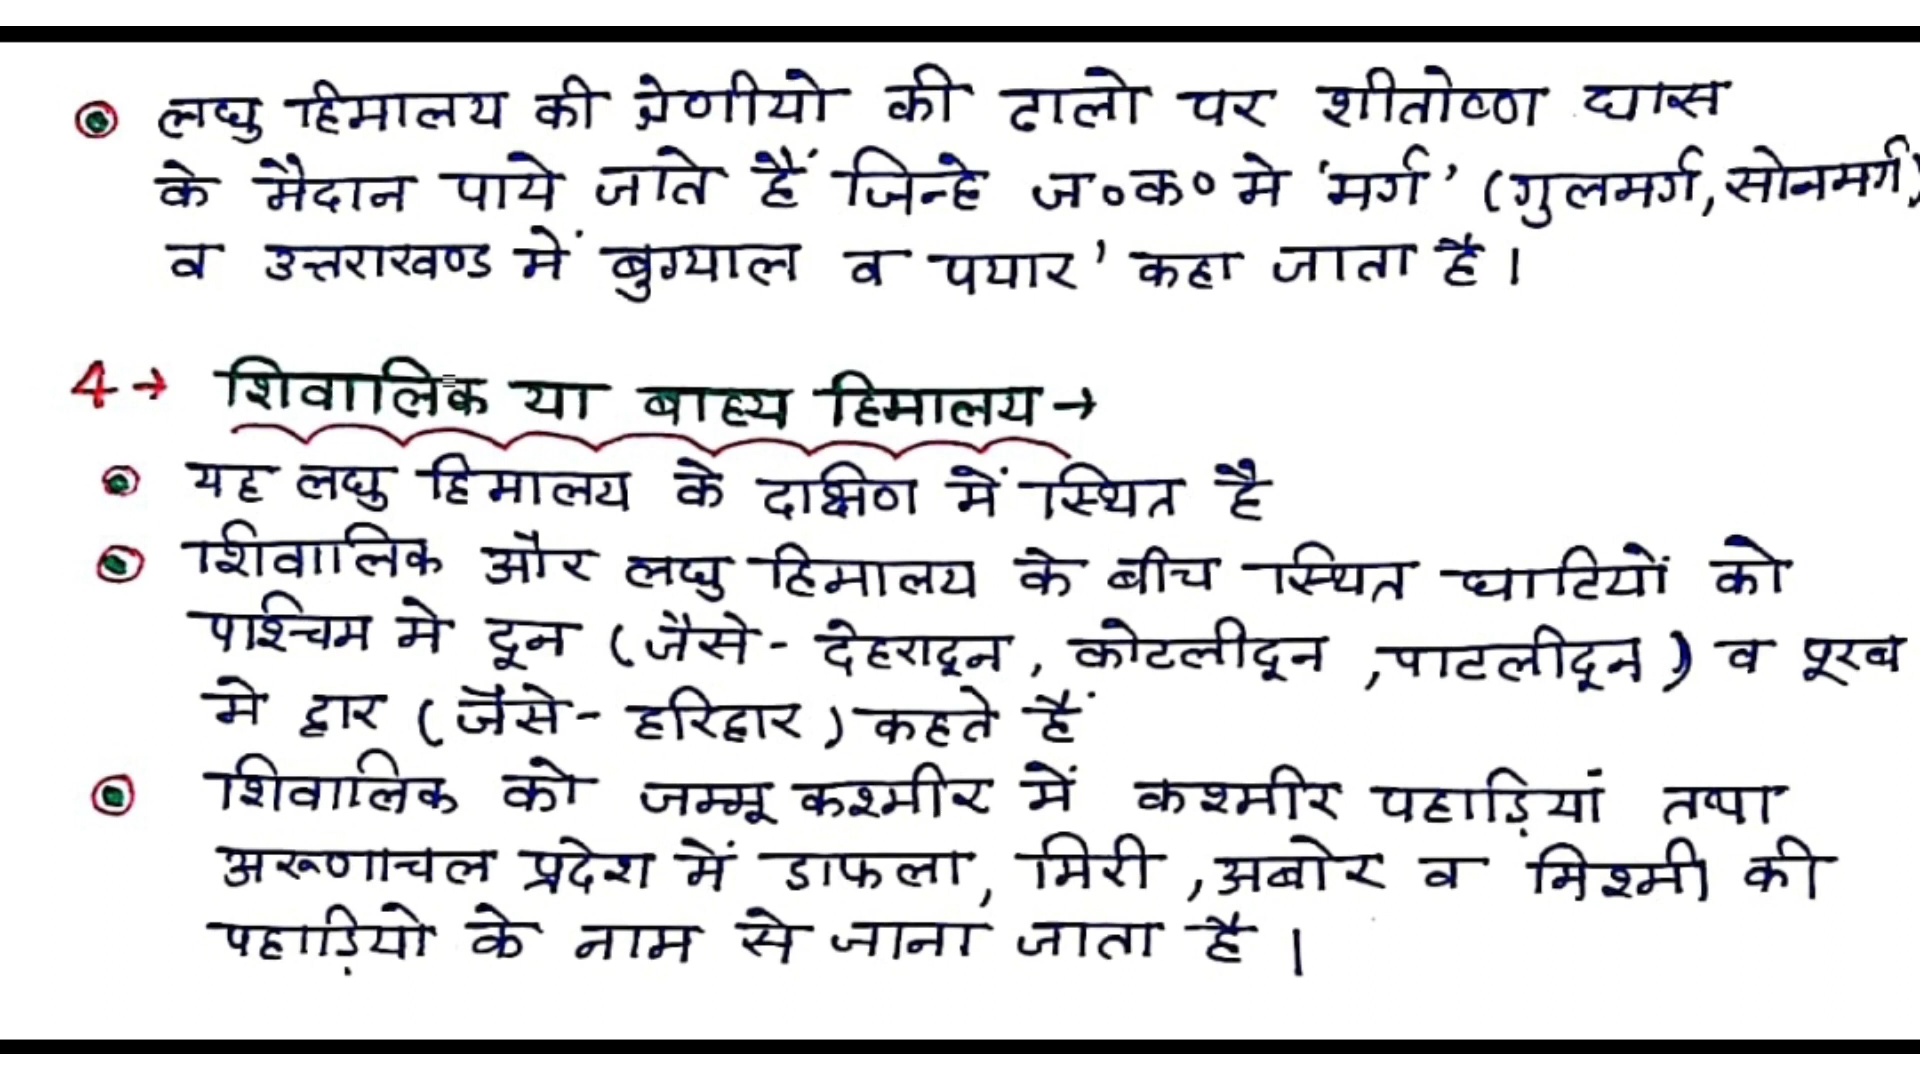 लघु हिमालय की श्रेणीयो की ढालो पर शीतोष्ण घास
के मैदान पाये जाते हैं जिन्हे ज०क० मे 'मर्ग' (गुलमर्ग, सोनमर्ग)
व उत्तराखण्ड में बुग्याल व पयार' कहा जाता है।
4→ शिवालिक या बाह्य हिमालय→
यह लघु हिमालय के दक्षिण में स्थित है
शिवालिक और लघु हिमालय के बीच स्थित घाटियों को
पश्चिम मे दून (जैसे- देहरादून, कोटलीदून, पाटलीदून) व पूरब
मे द्वार (जैसे- हरिद्वार) कहते हैं
शिवालिक को जम्मू कश्मीर में कश्मीर पहाड़ियां तथा
अरूणाचल प्रदेश में डाफला, मिरी, अबोर व मिश्मी की
पहाड़ियो के नाम से जाना जाता है।